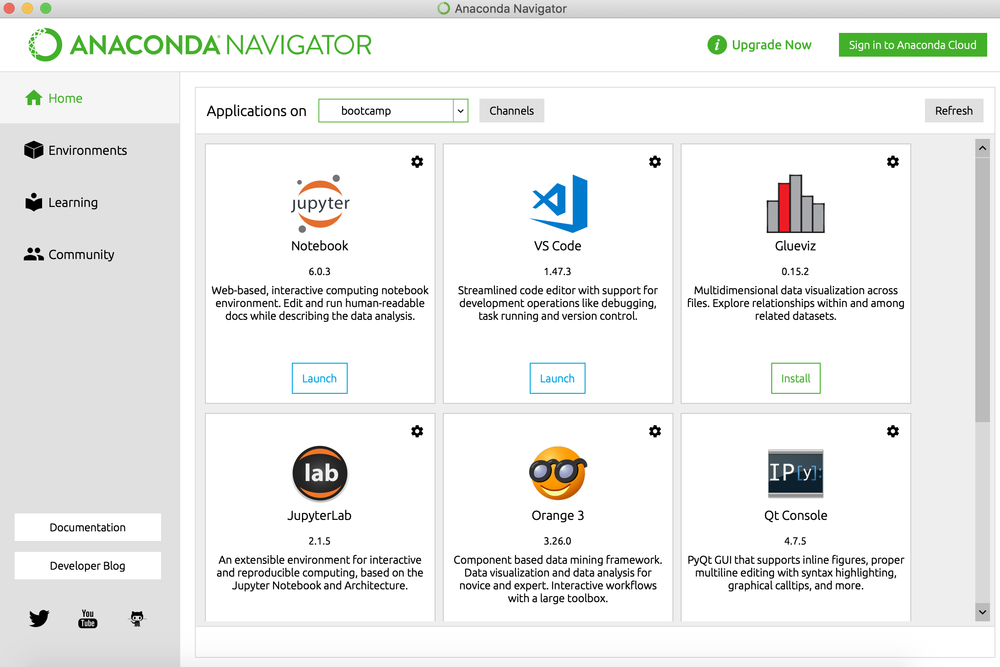 Anaconda Navigator
ANACONDA® NAVIGATOR
i Upgrade Now
Sign in to Anaconda Cloud
Home
Environments
Learning
Community
Documentation
Developer Blog
You
Tube
Applications on
bootcamp
Channels
Refresh
jupyter
Notebook
6.0.3
Web-based, interactive computing notebook
environment. Edit and run human-readable
docs while describing the data analysis.
Launch
VS Code
1.47.3
Streamlined code editor with support for
development operations like debugging,
task running and version control.
Launch
Glueviz
0.15.2
Multidimensional data visualization across
files. Explore relationships within and among
related datasets.
Install
lab
JupyterLab
2.1.5
An extensible environment for interactive
and reproducible computing, based on the
Jupyter Notebook and Architecture.
Orange 3
3.26.0
Component based data mining framework.
Data visualization and data analysis for
novice and expert. Interactive workflows
with a large toolbox.
IP[y]:
Qt Console
4.7.5
PyQt GUI that supports inline figures, proper
multiline editing with syntax highlighting,
graphical calltips, and more.